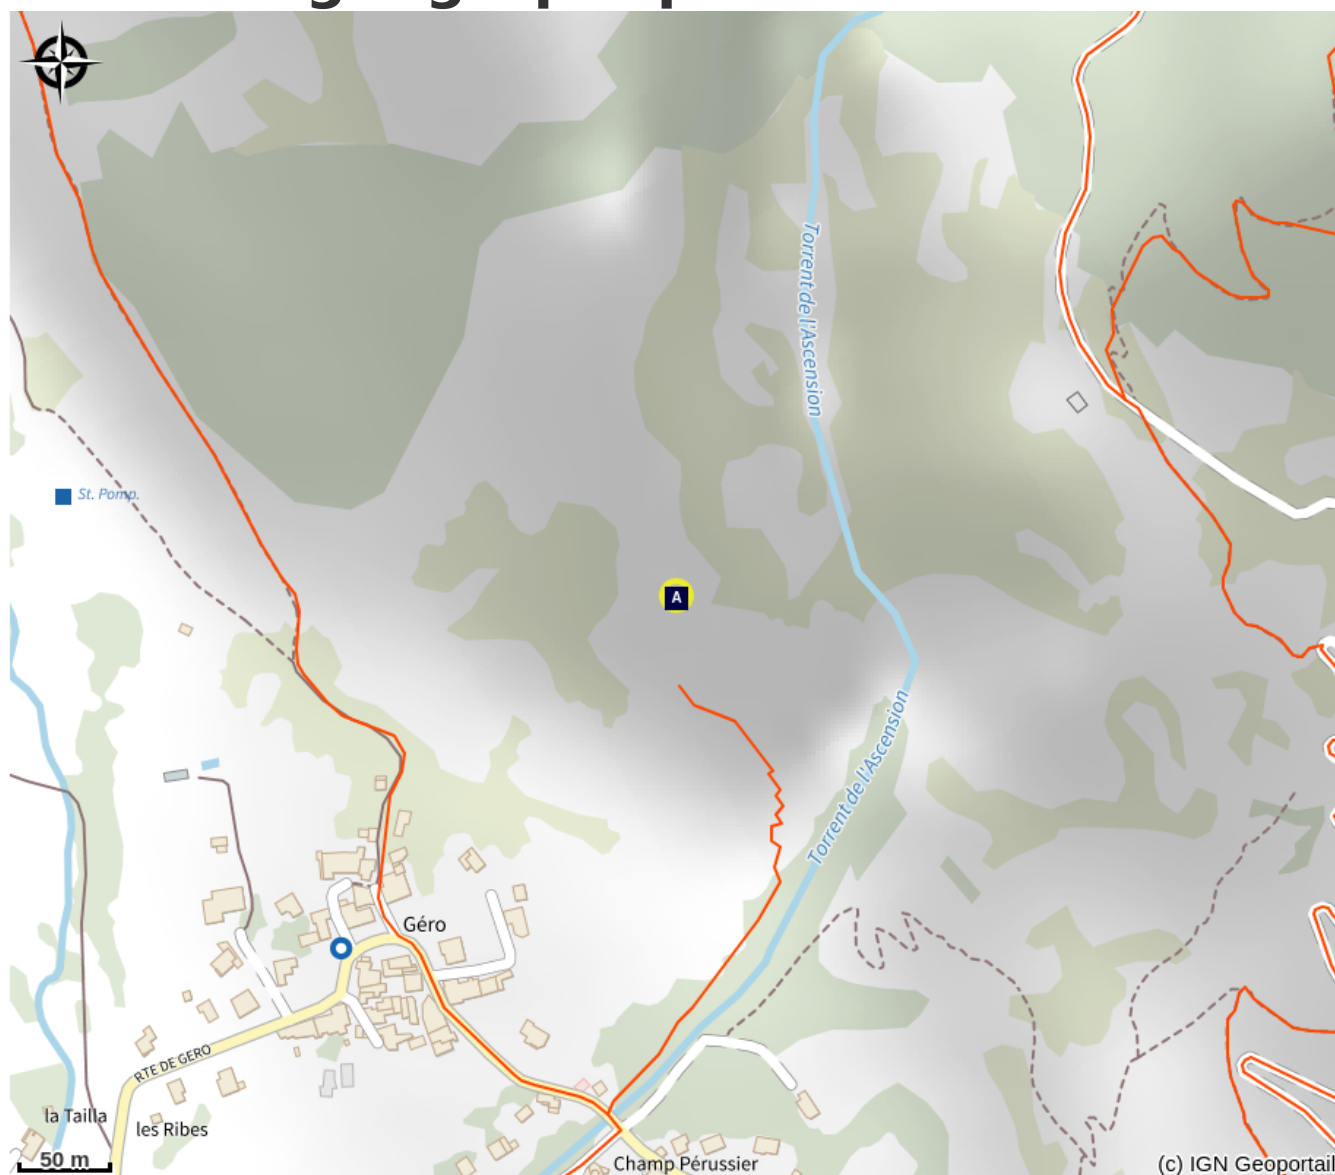 Torrent de l'Ascension
St. Pomp.
A
Torrent de l'Ascension
Géro
RTE DE GERO
la Tailla
les Ribes
50 m
Champ Pérussier
(c) IGN Geoportail